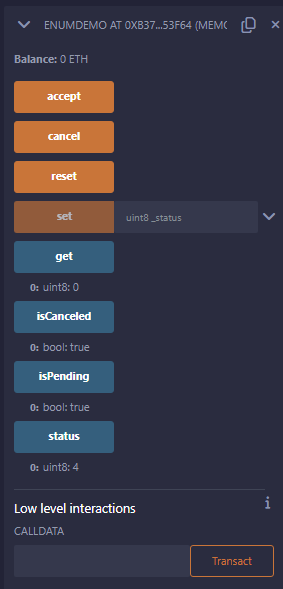 ENUMDEMO AT 0XB37...53F64 (MEMO
Balance: 0 ETH
accept
cancel
reset
set uint8 _status
get
0: uint8: 0
isCanceled
0: bool: true
isPending
0: bool: true
status
0: uint8: 4
Low level interactions
CALLDATA
Transact